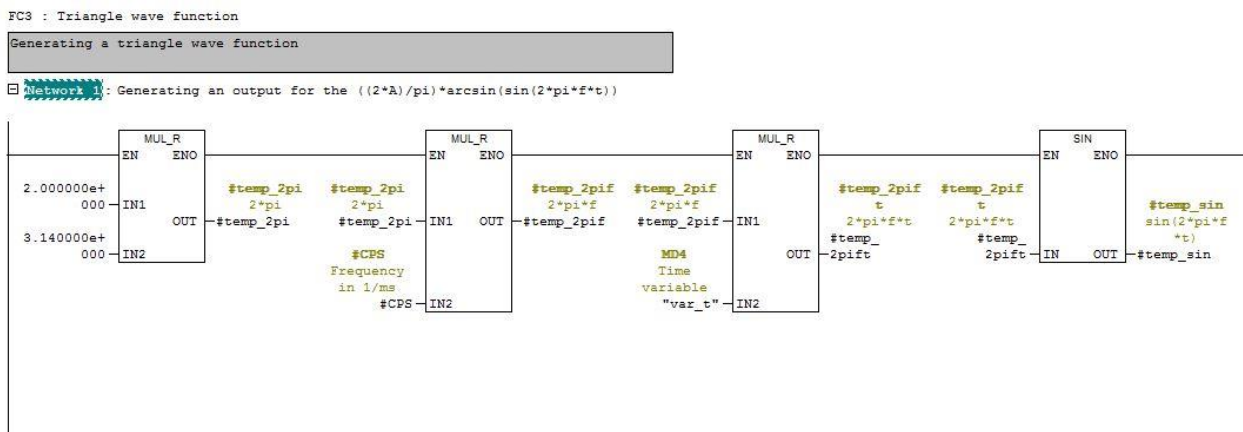 FC3 : Triangle wave function
Generating a triangle wave function
Network 1: Generating an output for the ((2*A)/pi)*arcsin(sin(2*pi*f*t))
MUL_R
EN ENO
2.000000e+
000 IN1
3.140000e+
000 IN2
OUT
#temp_2pi
2*pi
#temp_2pi
#temp_2pi
2*pi
#temp_2pi
#CPS
Frequency
in 1/ms
#CPS
MUL_R
EN ENO
IN1
OUT
IN2
#temp_2pif
2*pi*f
#temp_2pif
#temp_2pif
2*pi*f
#temp_2pif
MD4
Time
variable
"var_t"
MUL_R
EN ENO
IN1
OUT
IN2
#temp_2pif
t
2*pi*f*t
#temp_
2pift
#temp_2pif
t
2*pi*f*t
#temp_
2pift
SIN
EN ENO
IN OUT
#temp_sin
sin(2*pi*f
*t)
#temp_sin